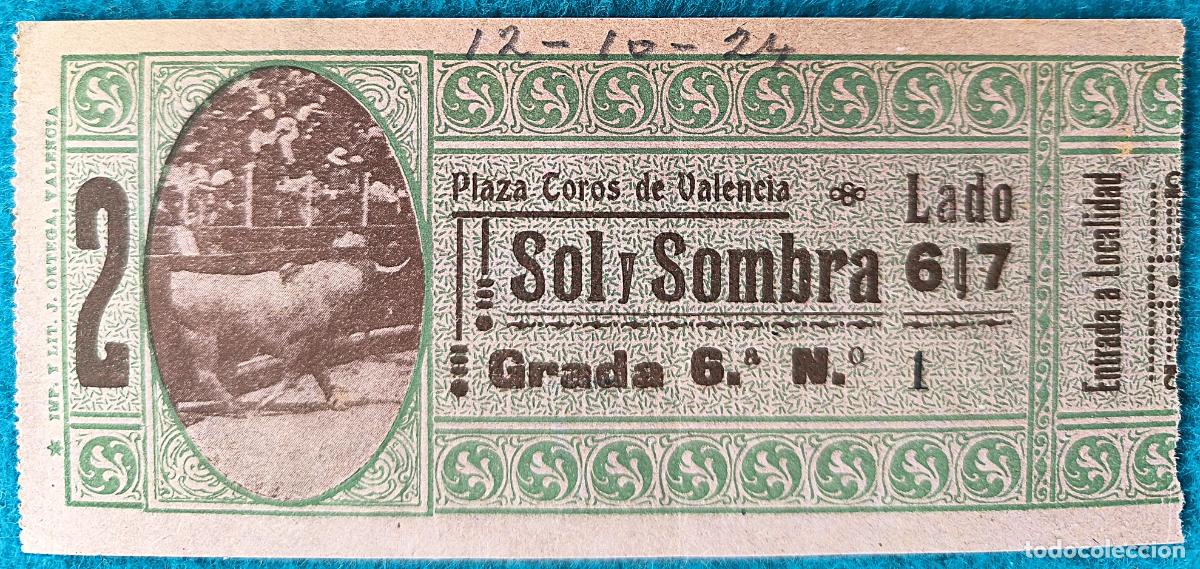 12-10-24
2
* IMP. Y LIT. J. ORTEGA, VALENCIA
Plaza Toros de Valencia
Lado
Sol y Sombra
6 y 7
Grada 6.ª N.º 1
Entrada a Localidad
todocoleccion